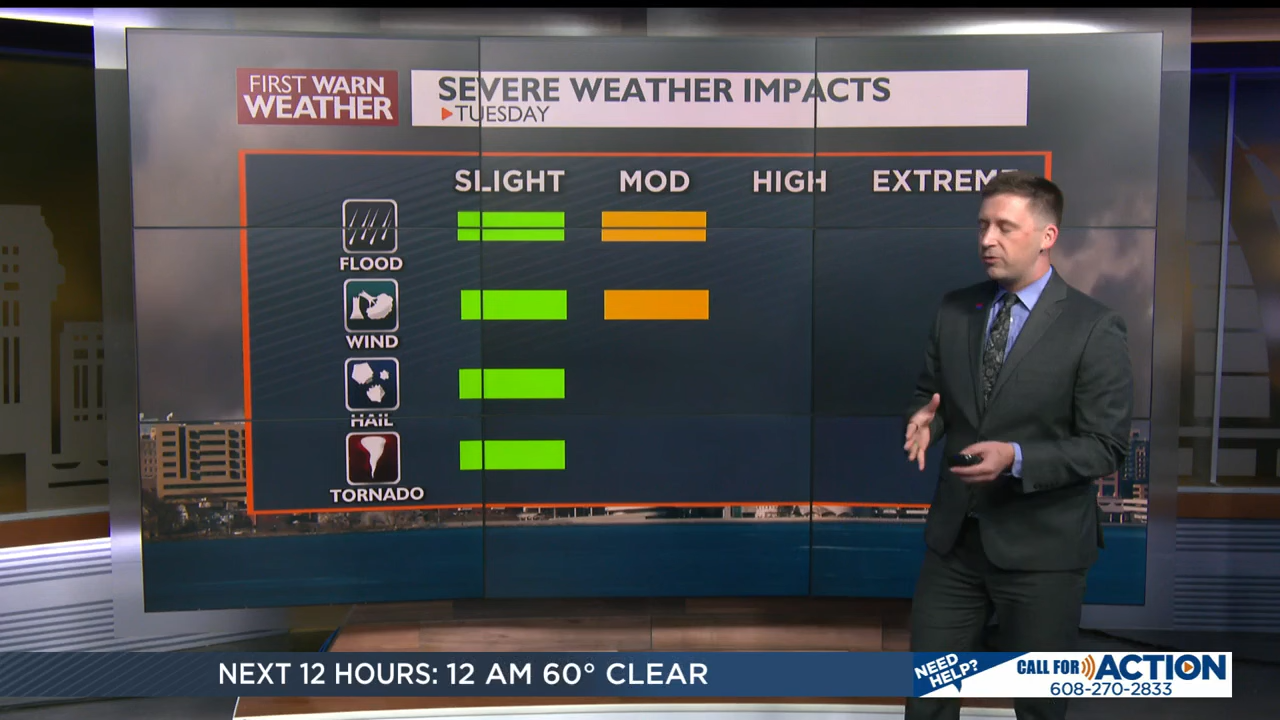 FIRST WARN
WEATHER
SEVERE WEATHER IMPACTS
TUESDAY
SLIGHT MOD HIGH EXTREME
FLOOD
WIND
HAIL
TORNADO
NEXT 12 HOURS: 12 AM 60° CLEAR
NEED HELP?
CALL FOR ACTION
608-270-2833